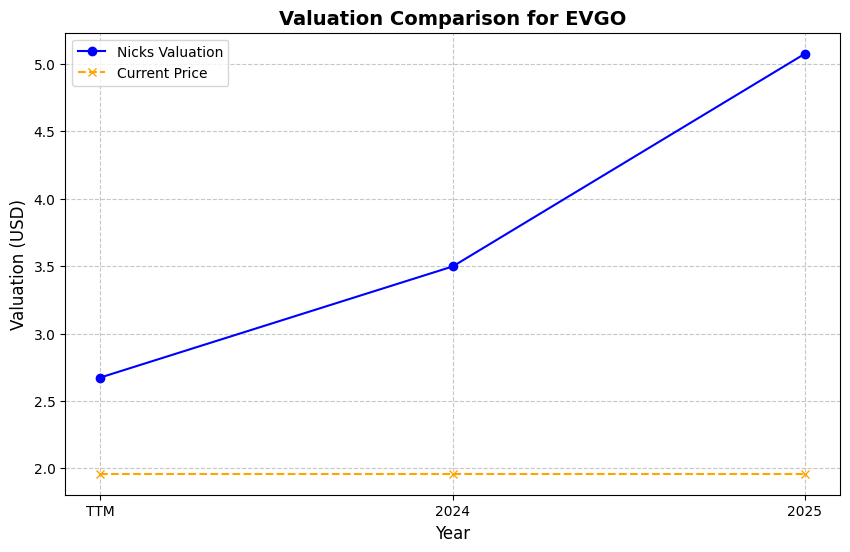 Valuation Comparison for EVGO
Nicks Valuation
Current Price
Valuation (USD)
5.0
4.5
4.0
3.5
3.0
2.5
2.0
TTM
2024
2025
Year